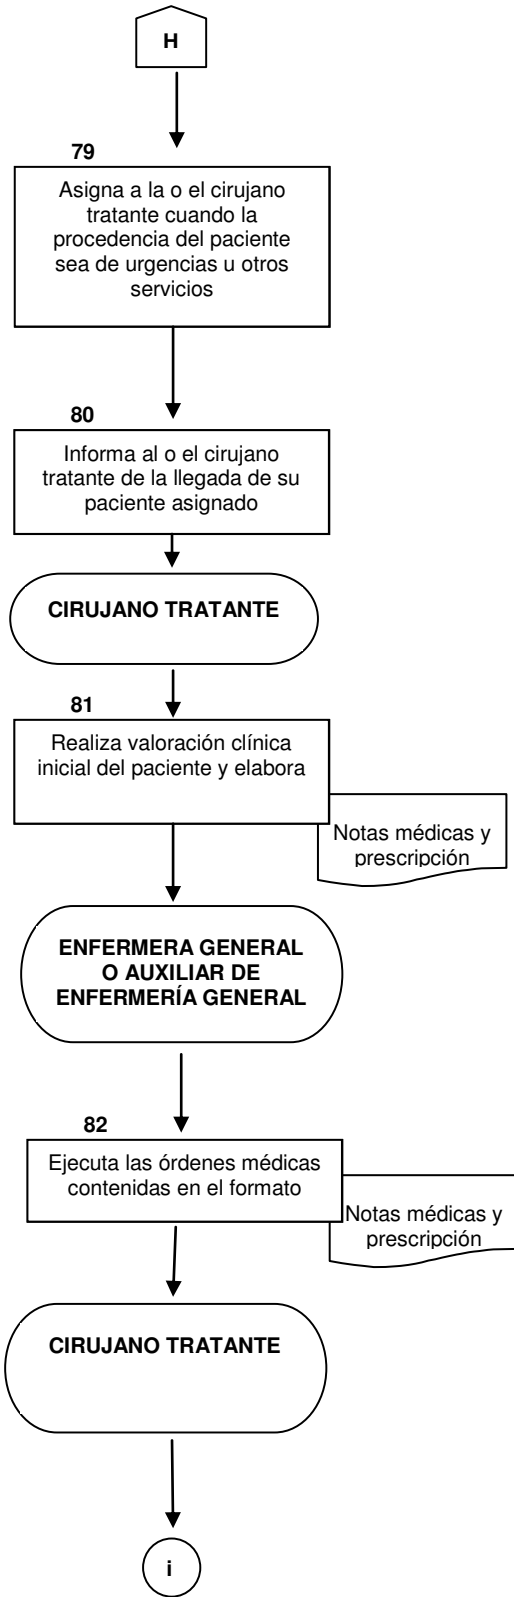 H
79
Asigna a la o el cirujano
tratante cuando la
procedencia del paciente
sea de urgencias u otros
servicios
80
Informa al o el cirujano
tratante de la llegada de su
paciente asignado
CIRUJANO TRATANTE
81
Realiza valoración clínica
inicial del paciente y elabora
Notas médicas y
prescripción
ENFERMERA GENERAL
O AUXILIAR DE
ENFERMERÍA GENERAL
82
Ejecuta las órdenes médicas
contenidas en el formato
Notas médicas y
prescripción
CIRUJANO TRATANTE
i